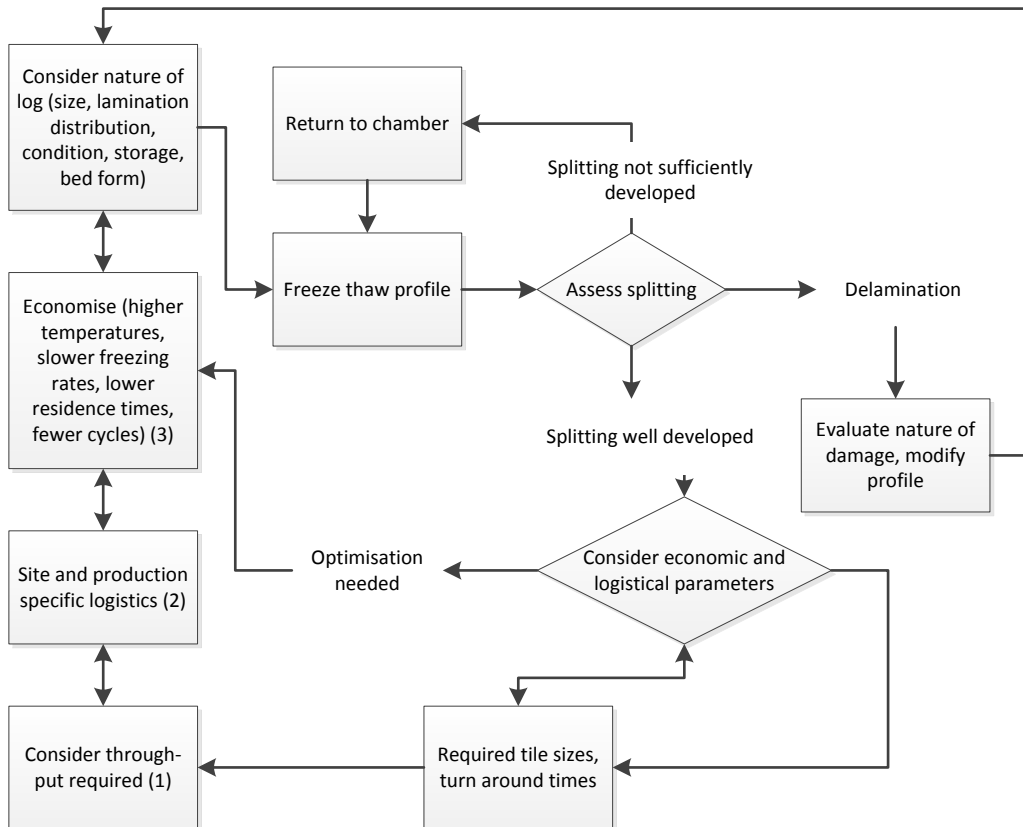 Consider nature of
log (size, lamination
distribution,
condition, storage,
bed form)
Return to chamber
Splitting not sufficiently
developed
Freeze thaw profile
Assess splitting
Delamination
Economise (higher
temperatures,
slower freezing
rates, lower
residence times,
fewer cycles) (3)
Splitting well developed
Evaluate nature of
damage, modify
profile
Site and production
specific logistics (2)
Optimisation
needed
Consider economic and
logistical parameters
Consider through-
put required (1)
Required tile sizes,
turn around times